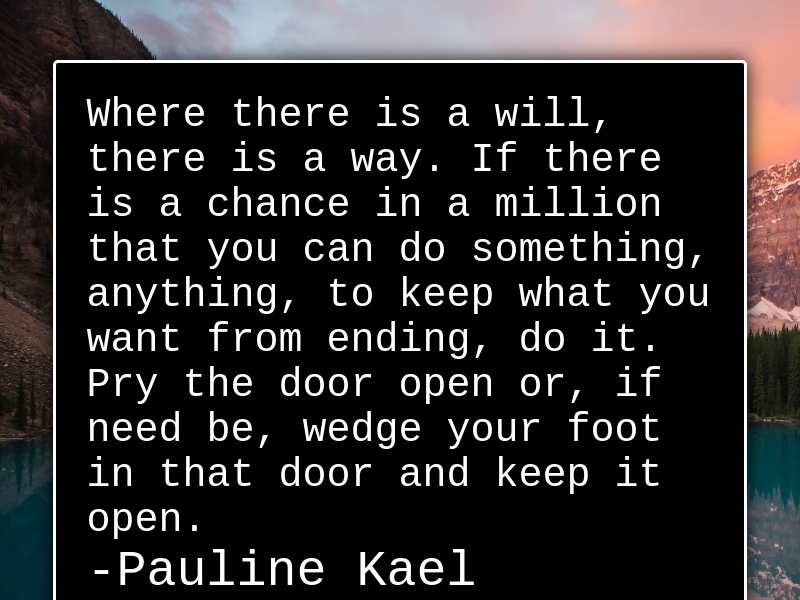 Where there is a will,
there is a way. If there
is a chance in a million
that you can do something,
anything, to keep what you
want from ending, do it.
Pry the door open or, if
need be, wedge your foot
in that door and keep it
open.
-Pauline Kael